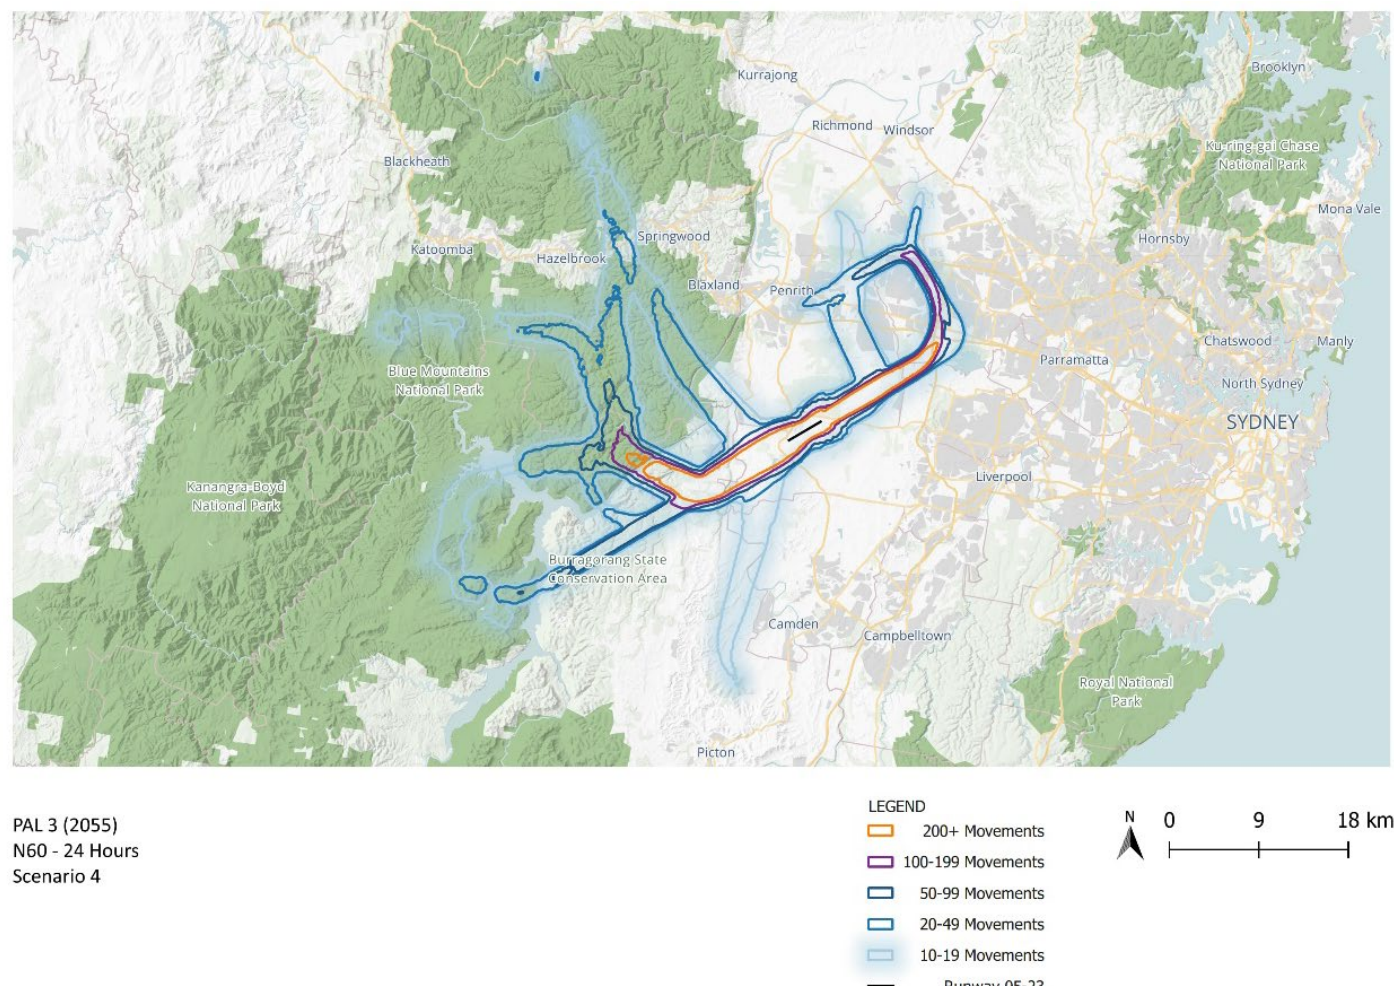 Kurrajong
Brooklyn
Richmond
Windsor
Ku-ring-gai Chase
National Park
Blackheath
Mona Vale
Springwood
Hornsby
Katoomba
Hazelbrook
Blaxland
Penrith
Chatswood
Manly
Parramatta
Blue Mountains
National Park
North Sydney
SYDNEY
Liverpool
Kanangra-Boyd
National Park
Burragorang State
Conservation Area
Camden
Campbelltown
Royal National
Park
Picton
PAL 3 (2055)
N60 - 24 Hours
Scenario 4
LEGEND
200+ Movements
100-199 Movements
50-99 Movements
20-49 Movements
10-19 Movements
Runway 05-23
N
0 9 18 km